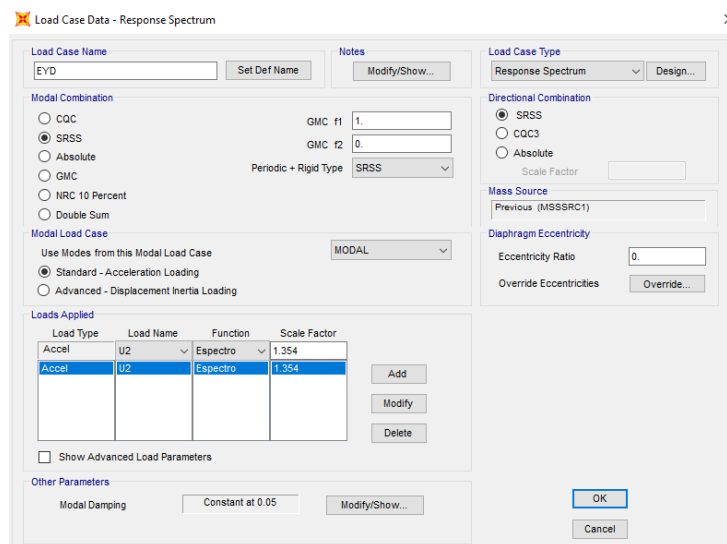 Load Case Data - Response Spectrum
Load Case Name
EYD
Set Def Name
Notes
Modify/Show...
Load Case Type
Response Spectrum
Design...
Modal Combination
CQC
SRSS
Absolute
GMC
NRC 10 Percent
Double Sum
GMC f1 1.
GMC f2 0.
Periodic + Rigid Type SRSS
Directional Combination
SRSS
CQC3
Absolute
Scale Factor
Mass Source
Previous (MSSSRC1)
Modal Load Case
Use Modes from this Modal Load Case MODAL
Standard - Acceleration Loading
Advanced - Displacement Inertia Loading
Diaphragm Eccentricity
Eccentricity Ratio 0.
Override Eccentricities Override...
Loads Applied
Load Type Load Name Function Scale Factor
Accel U2 Espectro 1.354
Accel U2 Espectro 1.354
Add
Modify
Delete
Show Advanced Load Parameters
Other Parameters
Modal Damping Constant at 0.05 Modify/Show...
OK
Cancel